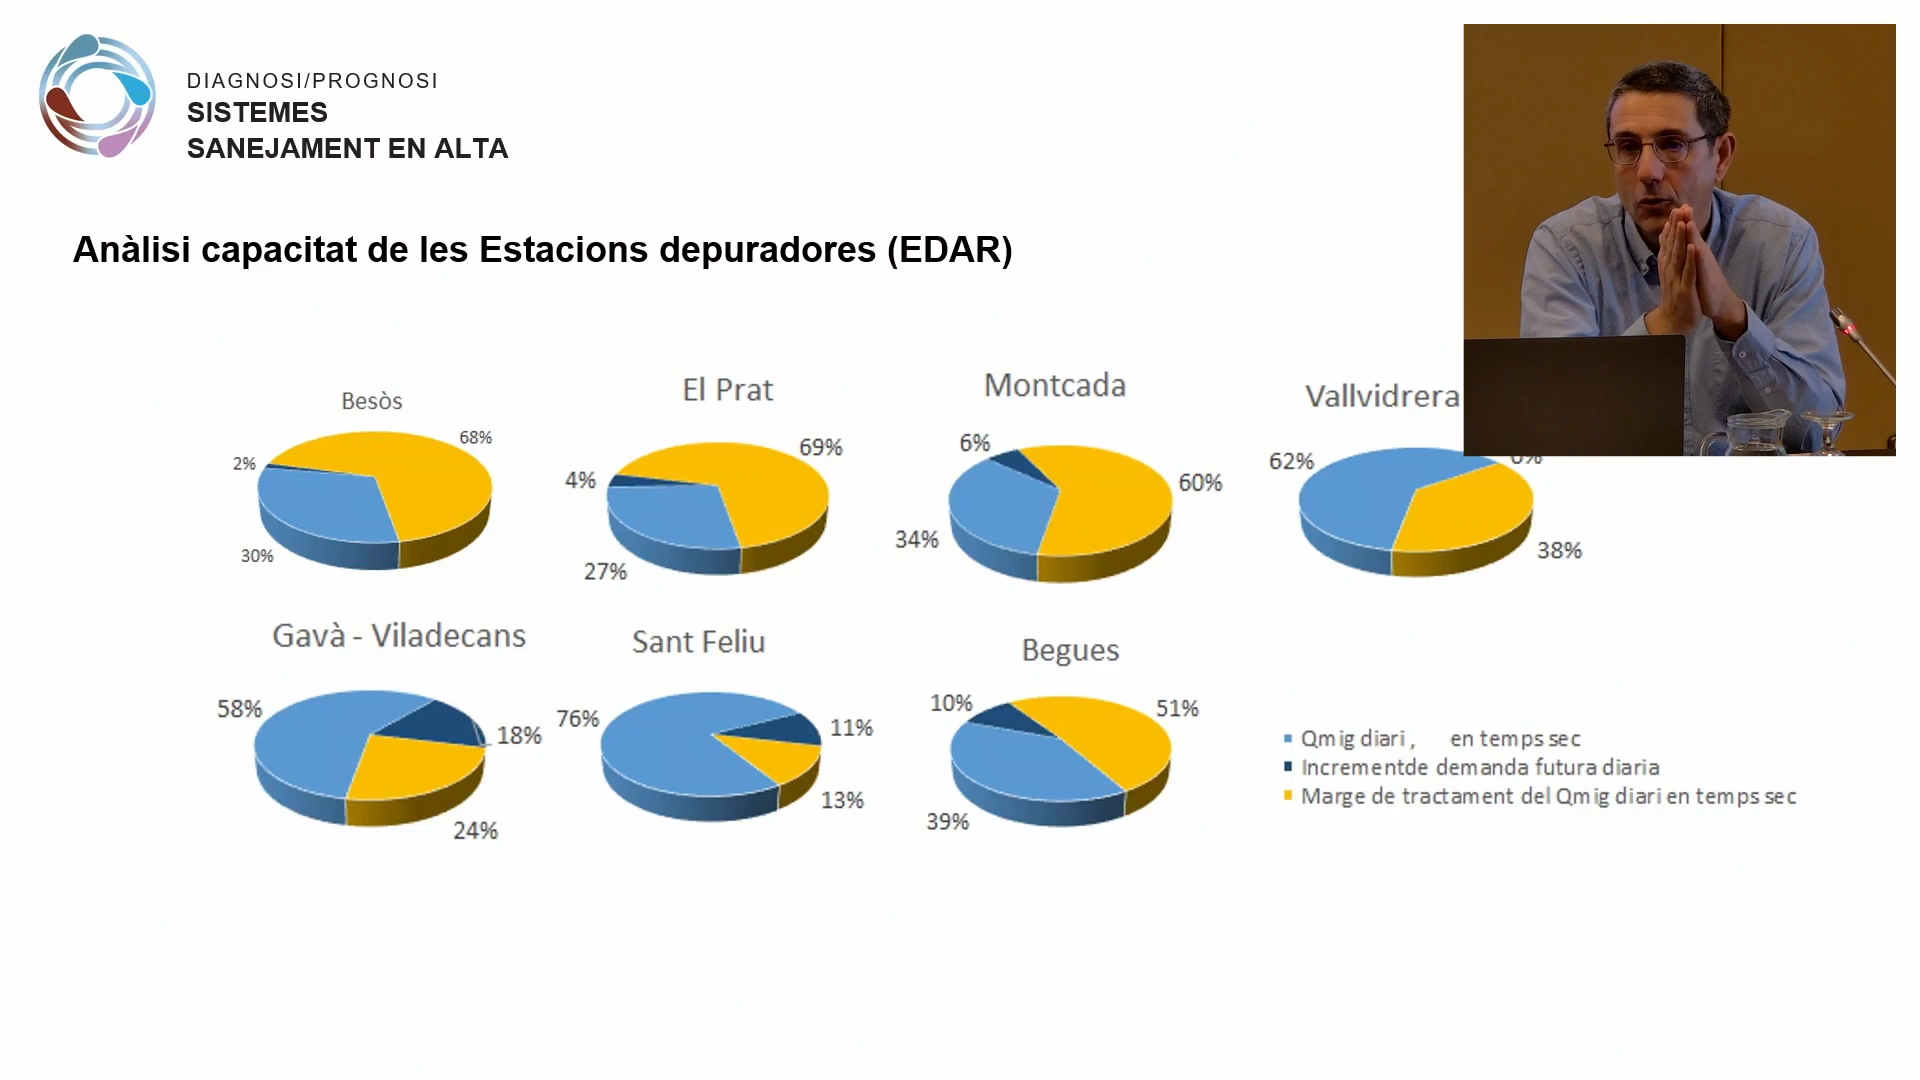 DIAGNOSI/PROGNOSI
SISTEMES
SANEJAMENT EN ALTA
Anàlisi capacitat de les Estacions depuradores (EDAR)
Besòs
68%
2%
30%
El Prat
69%
4%
27%
Montcada
6%
60%
34%
Vallvidrera
62%
0%
38%
Gavà - Viladecans
58%
18%
24%
Sant Feliu
76%
11%
13%
Begues
10%
51%
39%
Qmig diari , en temps sec
Incrementde demanda futura diaria
Marge de tractament del Qmig diari en temps sec